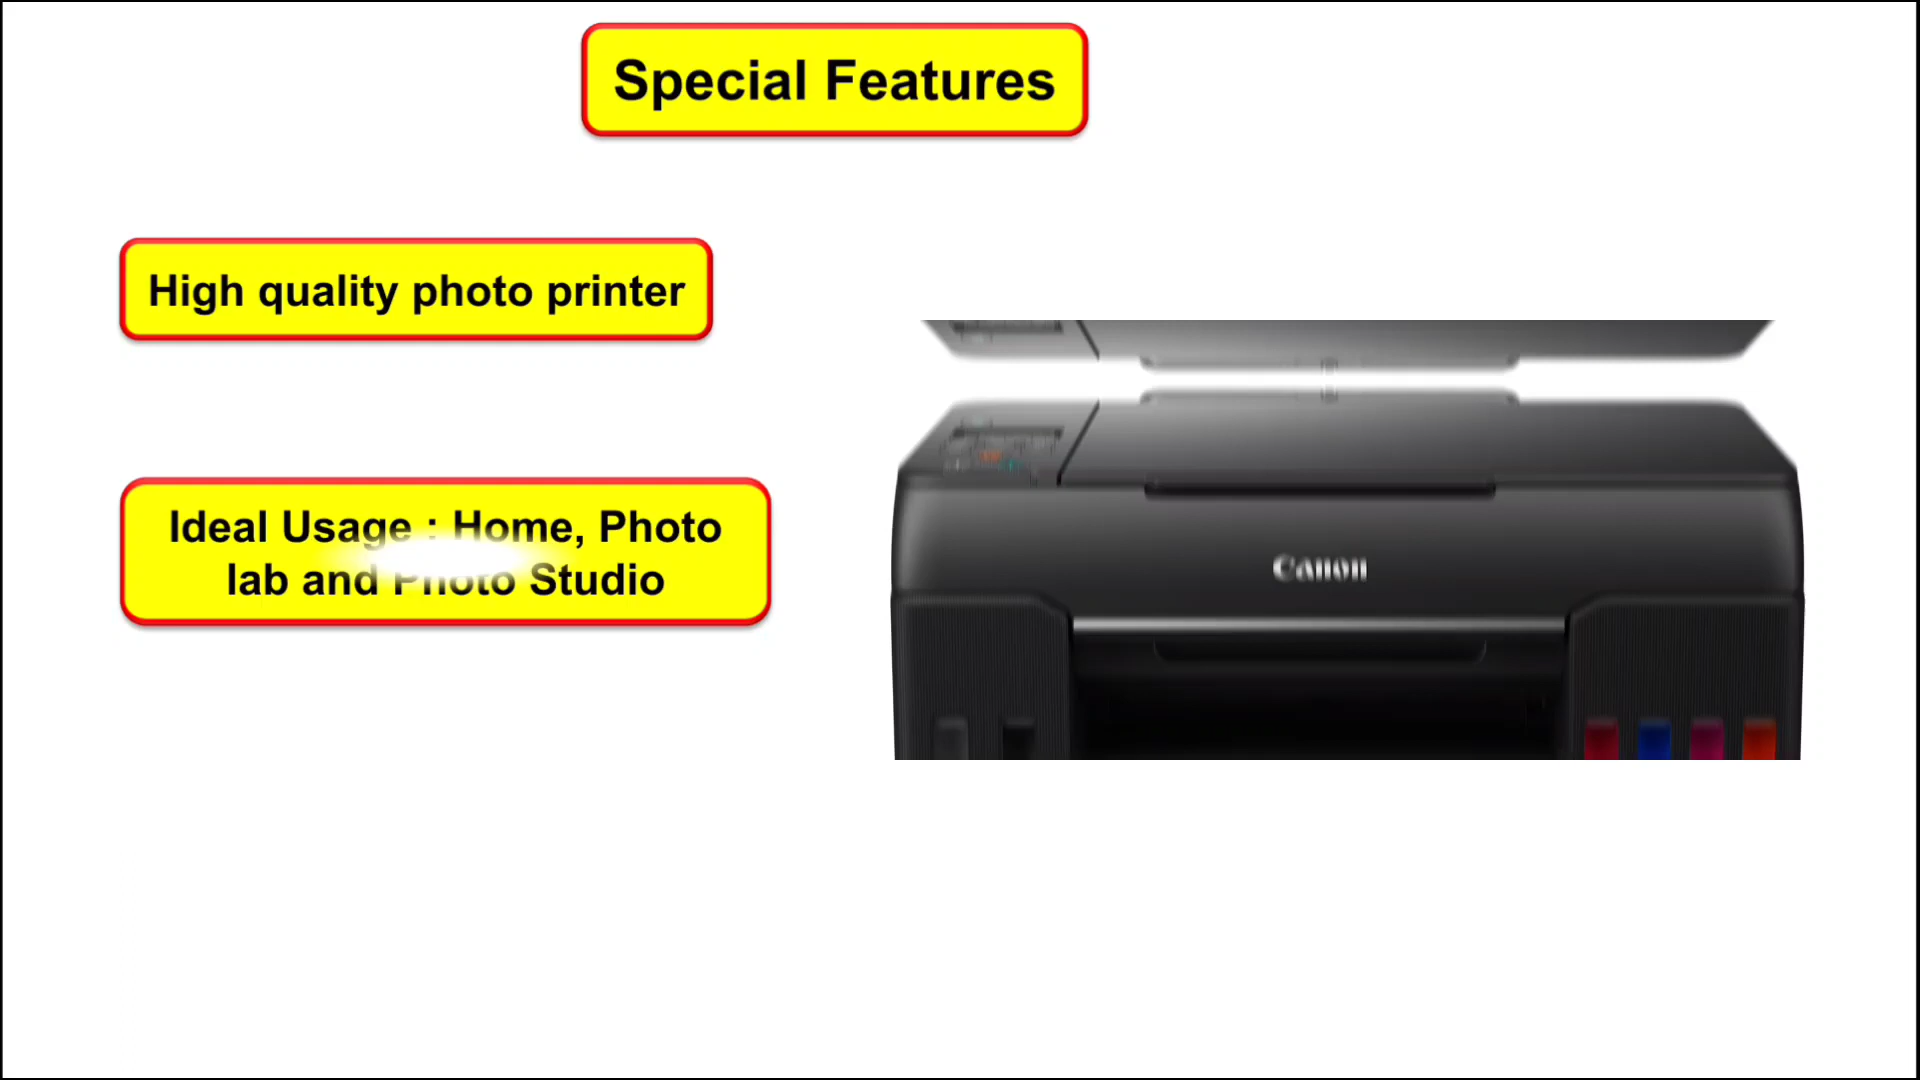 Special Features
High quality photo printer
Ideal Usage : Home, Photo
lab and Photo Studio
Canon